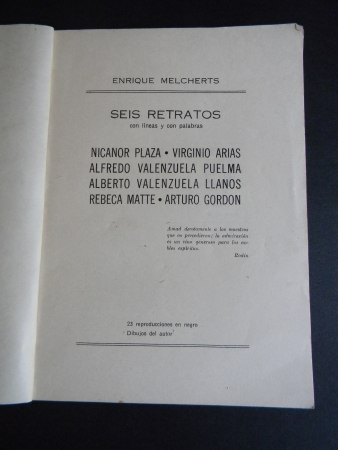 ENRIQUE MELCHERTS
SEIS RETRATOS
con líneas y con palabras
NICANOR PLAZA • VIRGINIO ARIAS
ALFREDO VALENZUELA PUELMA
ALBERTO VALENZUELA LLANOS
REBECA MATTE • ARTURO GORDON
Amad devotamente a los maestros
que os precedieron; la admiración
es un vino generoso para los no-
bles espíritus.
Rodin
23 reproducciones en negro
Dibujos del autor